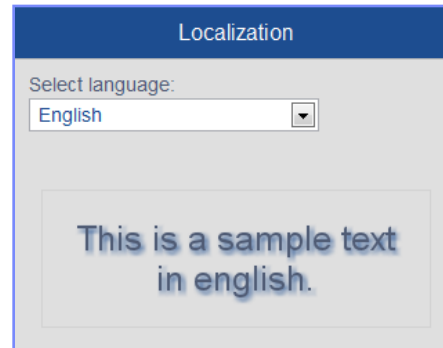 Localization
Select language:
English
This is a sample text
in english.